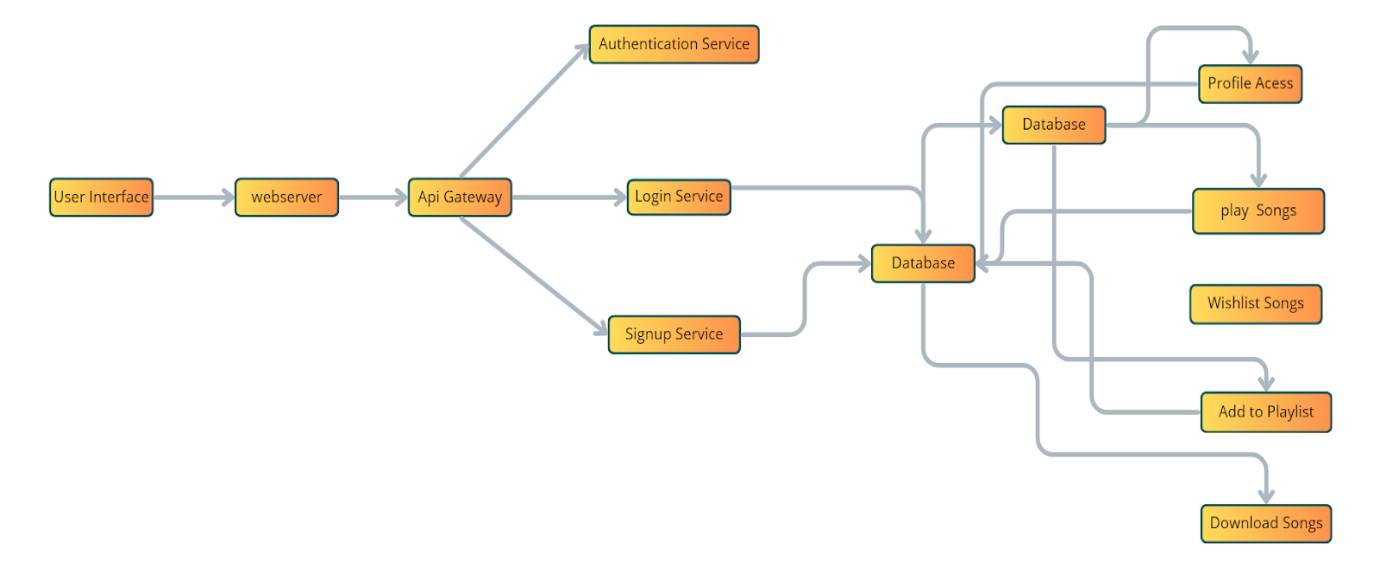 Authentication Service
Profile Acess
Database
User Interface
webserver
Api Gateway
Login Service
play Songs
Database
Wishlist Songs
Signup Service
Add to Playlist
Download Songs